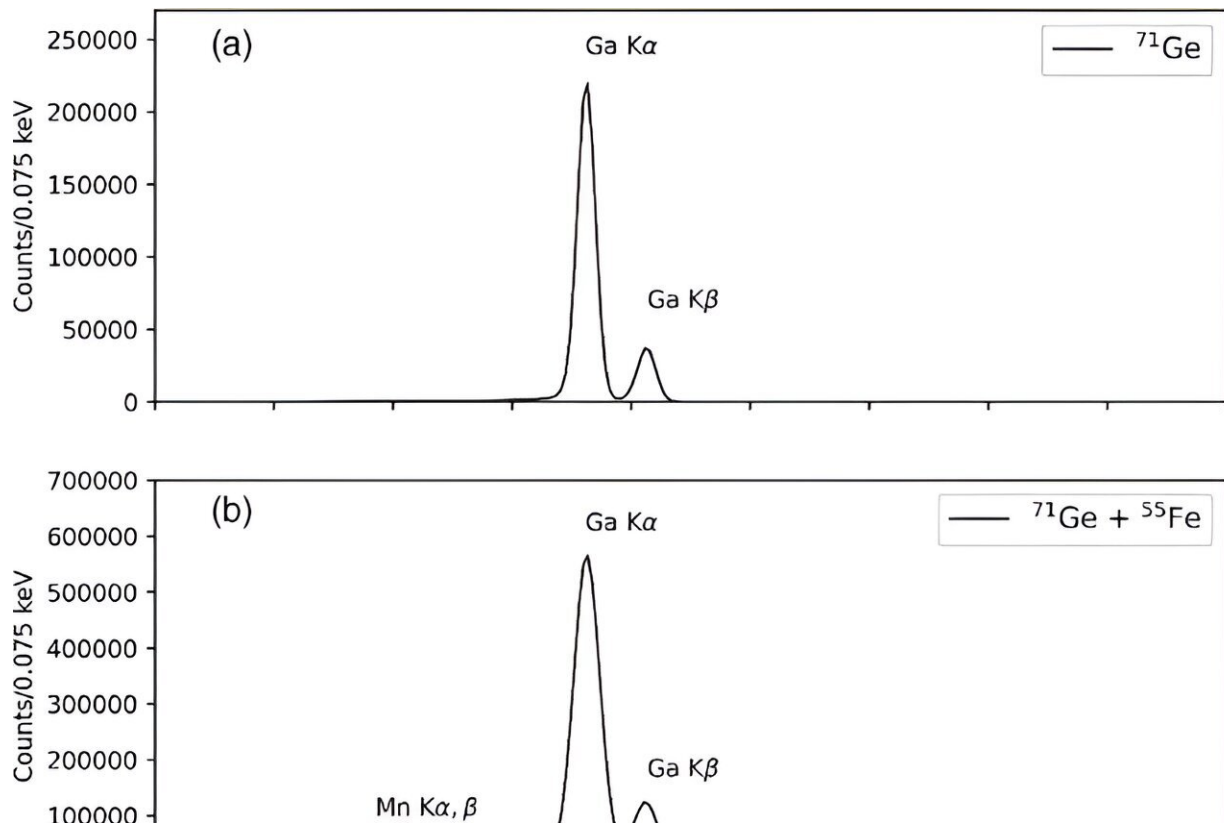 (a)
Ga Kα
⁷¹Ge
250000
200000
150000
100000
50000
0
Counts/0.075 keV
Ga Kβ
(b)
Ga Kα
⁷¹Ge + ⁵⁵Fe
700000
600000
500000
400000
300000
200000
100000
Counts/0.075 keV
Ga Kβ
Mn Kα, β